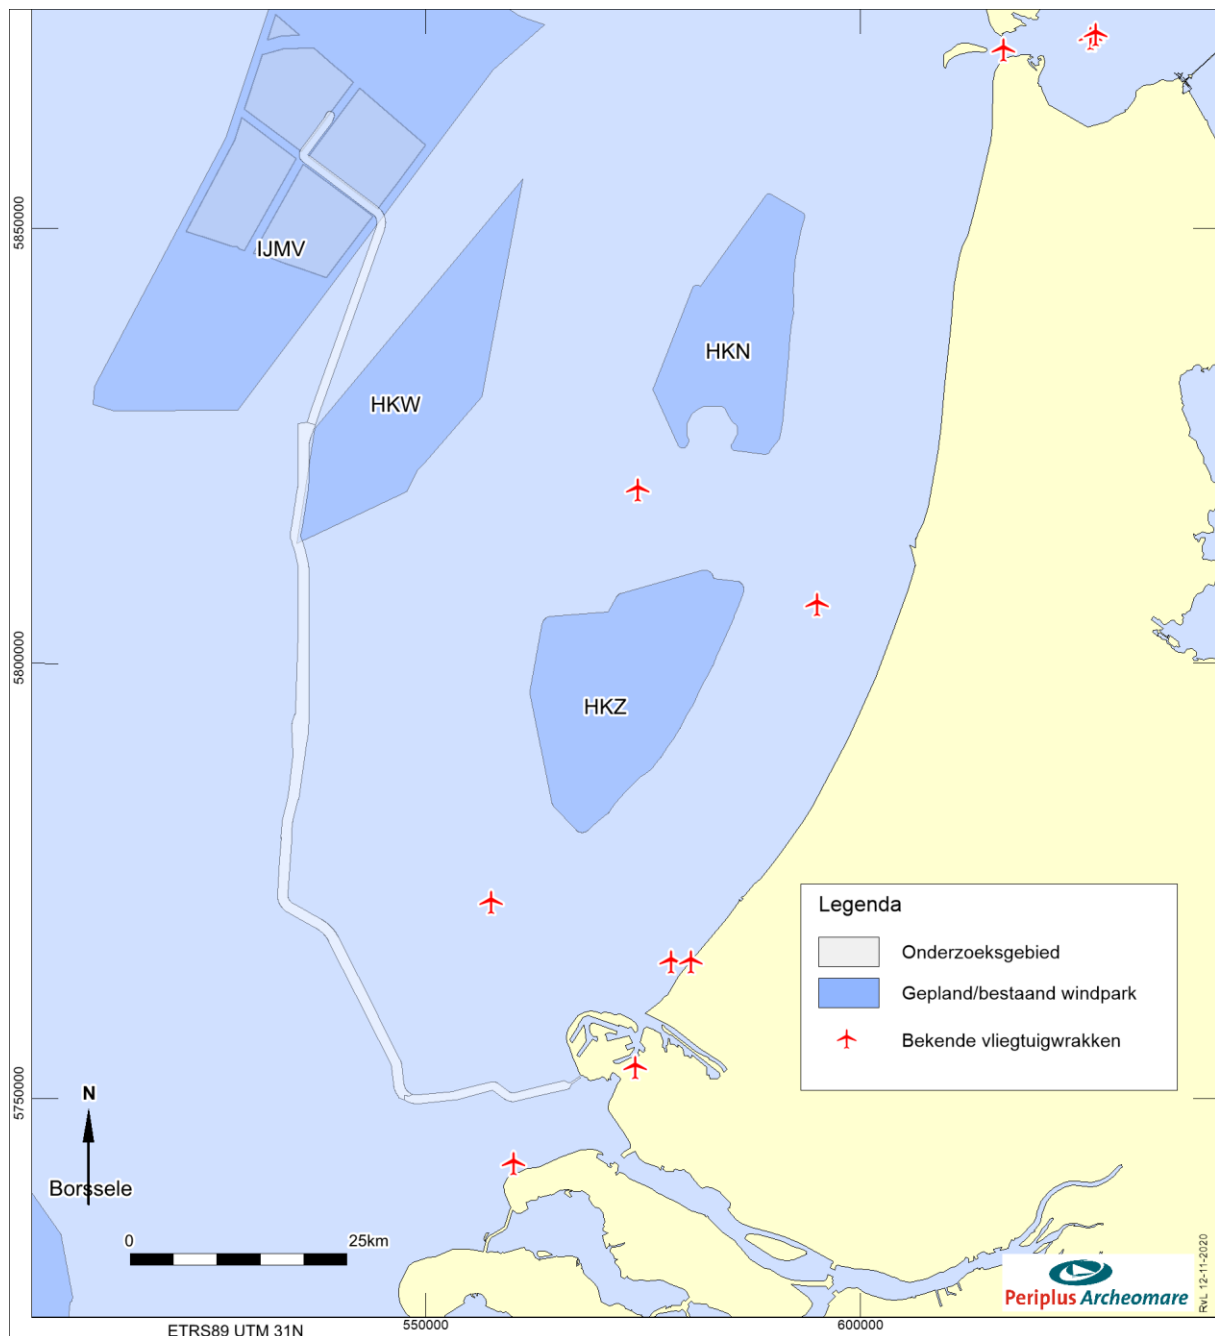 IJMV
5850000
HKN
HKW
5800000
HKZ
Legenda
Onderzoeksgebied
Gepland/bestaand windpark
Bekende vliegtuigwrakken
5750000
N
Borssele
0 25km
Periplus Archeomare
RvL 12-11-2020
ETRS89 UTM 31N
550000
600000